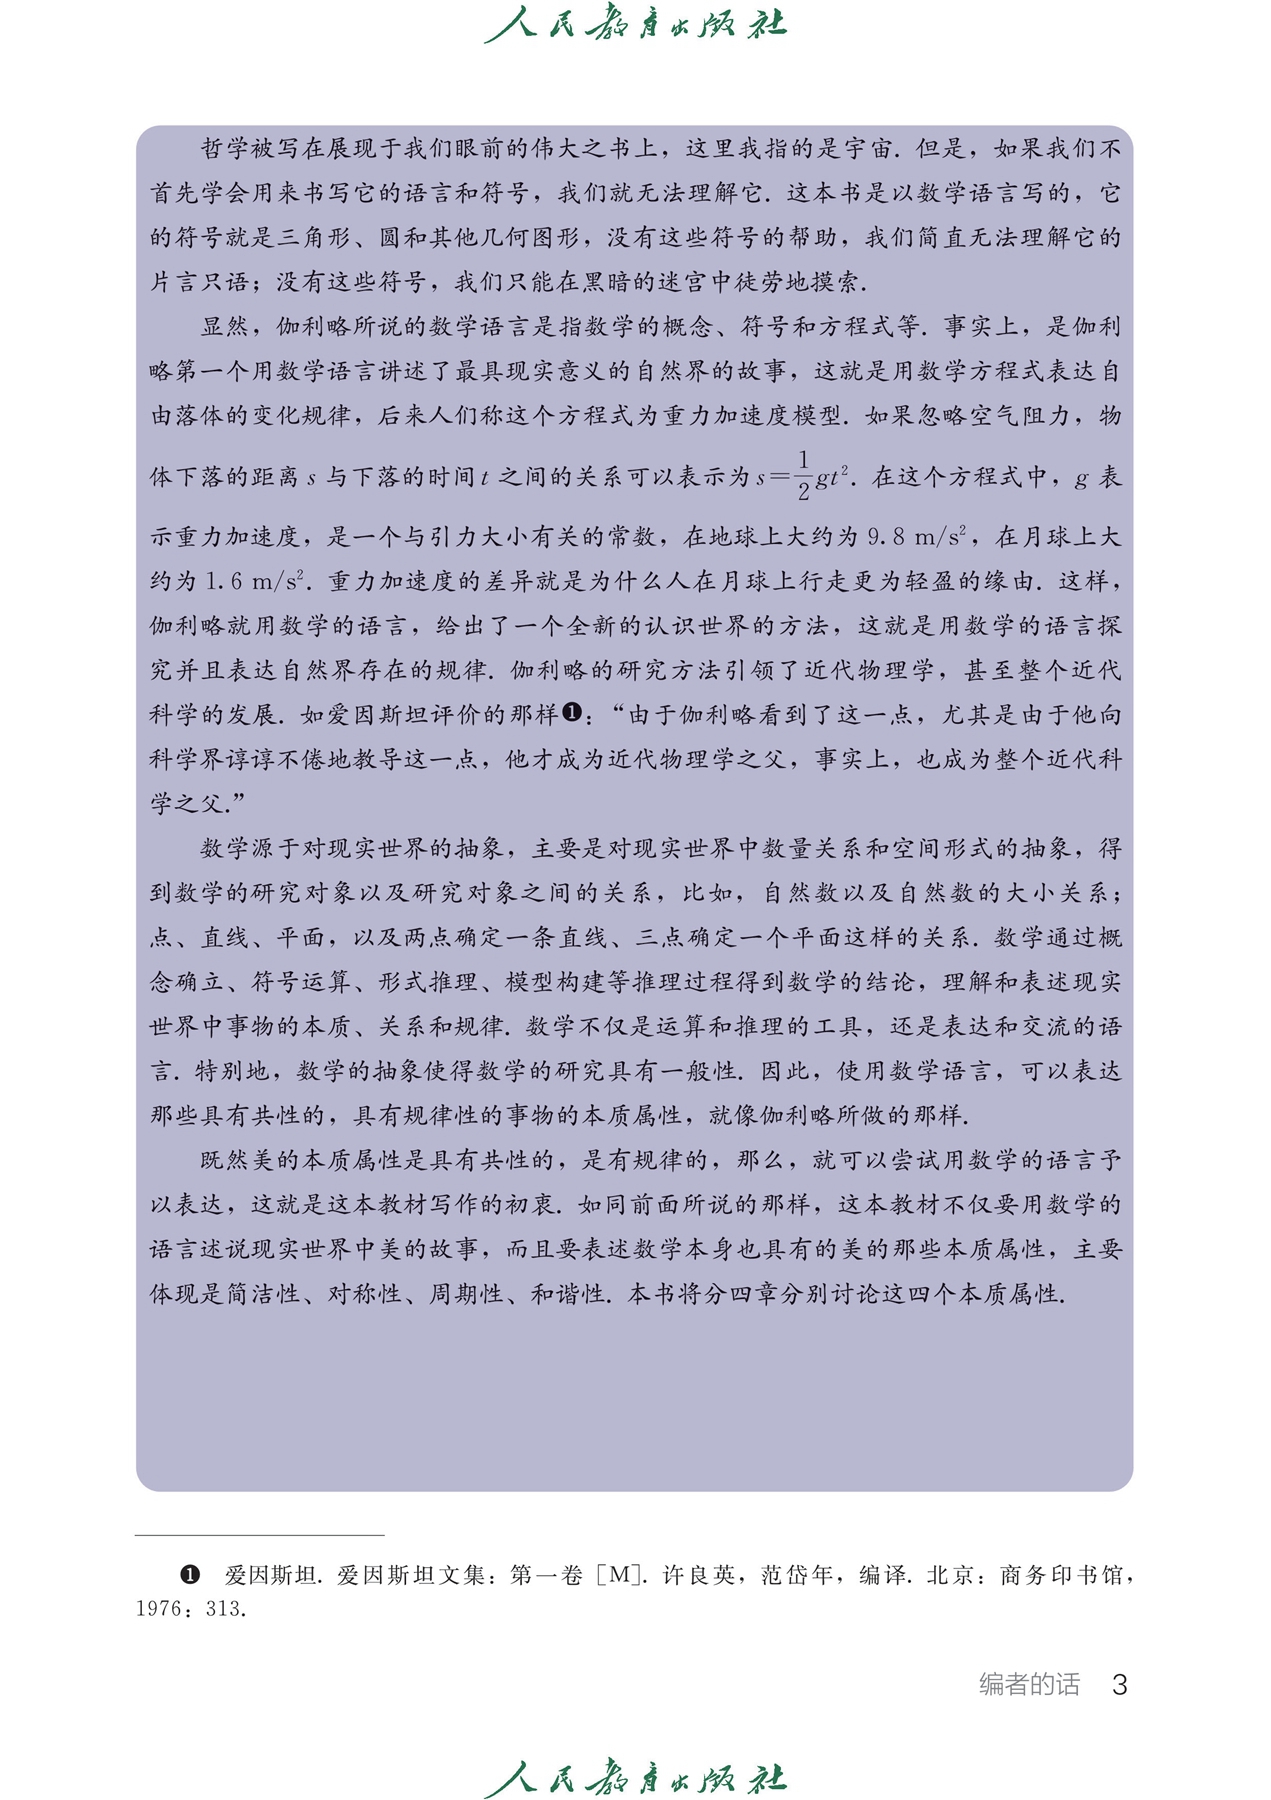 人民教育出版社
哲学被写在展现于我们眼前的伟大之书上，这里我指的是宇宙．但是，如果我们不
首先学会用来书写它的语言和符号，我们就无法理解它．这本书是以数学语言写的，它
的符号就是三角形、圆和其他几何图形，没有这些符号的帮助，我们简直无法理解它的
片言只语；没有这些符号，我们只能在黑暗的迷宫中徒劳地摸索．
显然，伽利略所说的数学语言是指数学的概念、符号和方程式等．事实上，是伽利
略第一个用数学语言讲述了最具现实意义的自然界的故事，这就是用数学方程式表达自
由落体的变化规律，后来人们称这个方程式为重力加速度模型．如果忽略空气阻力，物
体下落的距离 s 与下落的时间 t 之间的关系可以表示为 s=1/2gt²．在这个方程式中，g 表
示重力加速度，是一个与引力大小有关的常数，在地球上大约为 9.8 m/s²，在月球上大
约为 1.6 m/s²．重力加速度的差异就是为什么人在月球上行走更为轻盈的缘由．这样，
伽利略就用数学的语言，给出了一个全新的认识世界的方法，这就是用数学的语言探
究并且表达自然界存在的规律．伽利略的研究方法引领了近代物理学，甚至整个近代
科学的发展．如爱因斯坦评价的那样❶：“由于伽利略看到了这一点，尤其是由于他向
科学界谆谆不倦地教导这一点，他才成为近代物理学之父，事实上，也成为整个近代科
学之父．”
数学源于对现实世界的抽象，主要是对现实世界中数量关系和空间形式的抽象，得
到数学的研究对象以及研究对象之间的关系，比如，自然数以及自然数的大小关系；
点、直线、平面，以及两点确定一条直线、三点确定一个平面这样的关系．数学通过概
念确立、符号运算、形式推理、模型构建等推理过程得到数学的结论，理解和表述现实
世界中事物的本质、关系和规律．数学不仅是运算和推理的工具，还是表达和交流的语
言．特别地，数学的抽象使得数学的研究具有一般性．因此，使用数学语言，可以表达
那些具有共性的，具有规律性的事物的本质属性，就像伽利略所做的那样．
既然美的本质属性是具有共性的，是有规律的，那么，就可以尝试用数学的语言予
以表达，这就是这本教材写作的初衷．如同前面所说的那样，这本教材不仅要用数学的
语言述说现实世界中美的故事，而且要表述数学本身也具有的美的那些本质属性，主要
体现是简洁性、对称性、周期性、和谐性．本书将分四章分别讨论这四个本质属性．
❶ 爱因斯坦．爱因斯坦文集：第一卷［M］．许良英，范岱年，编译．北京：商务印书馆，
1976：313．
编者的话 3
人民教育出版社